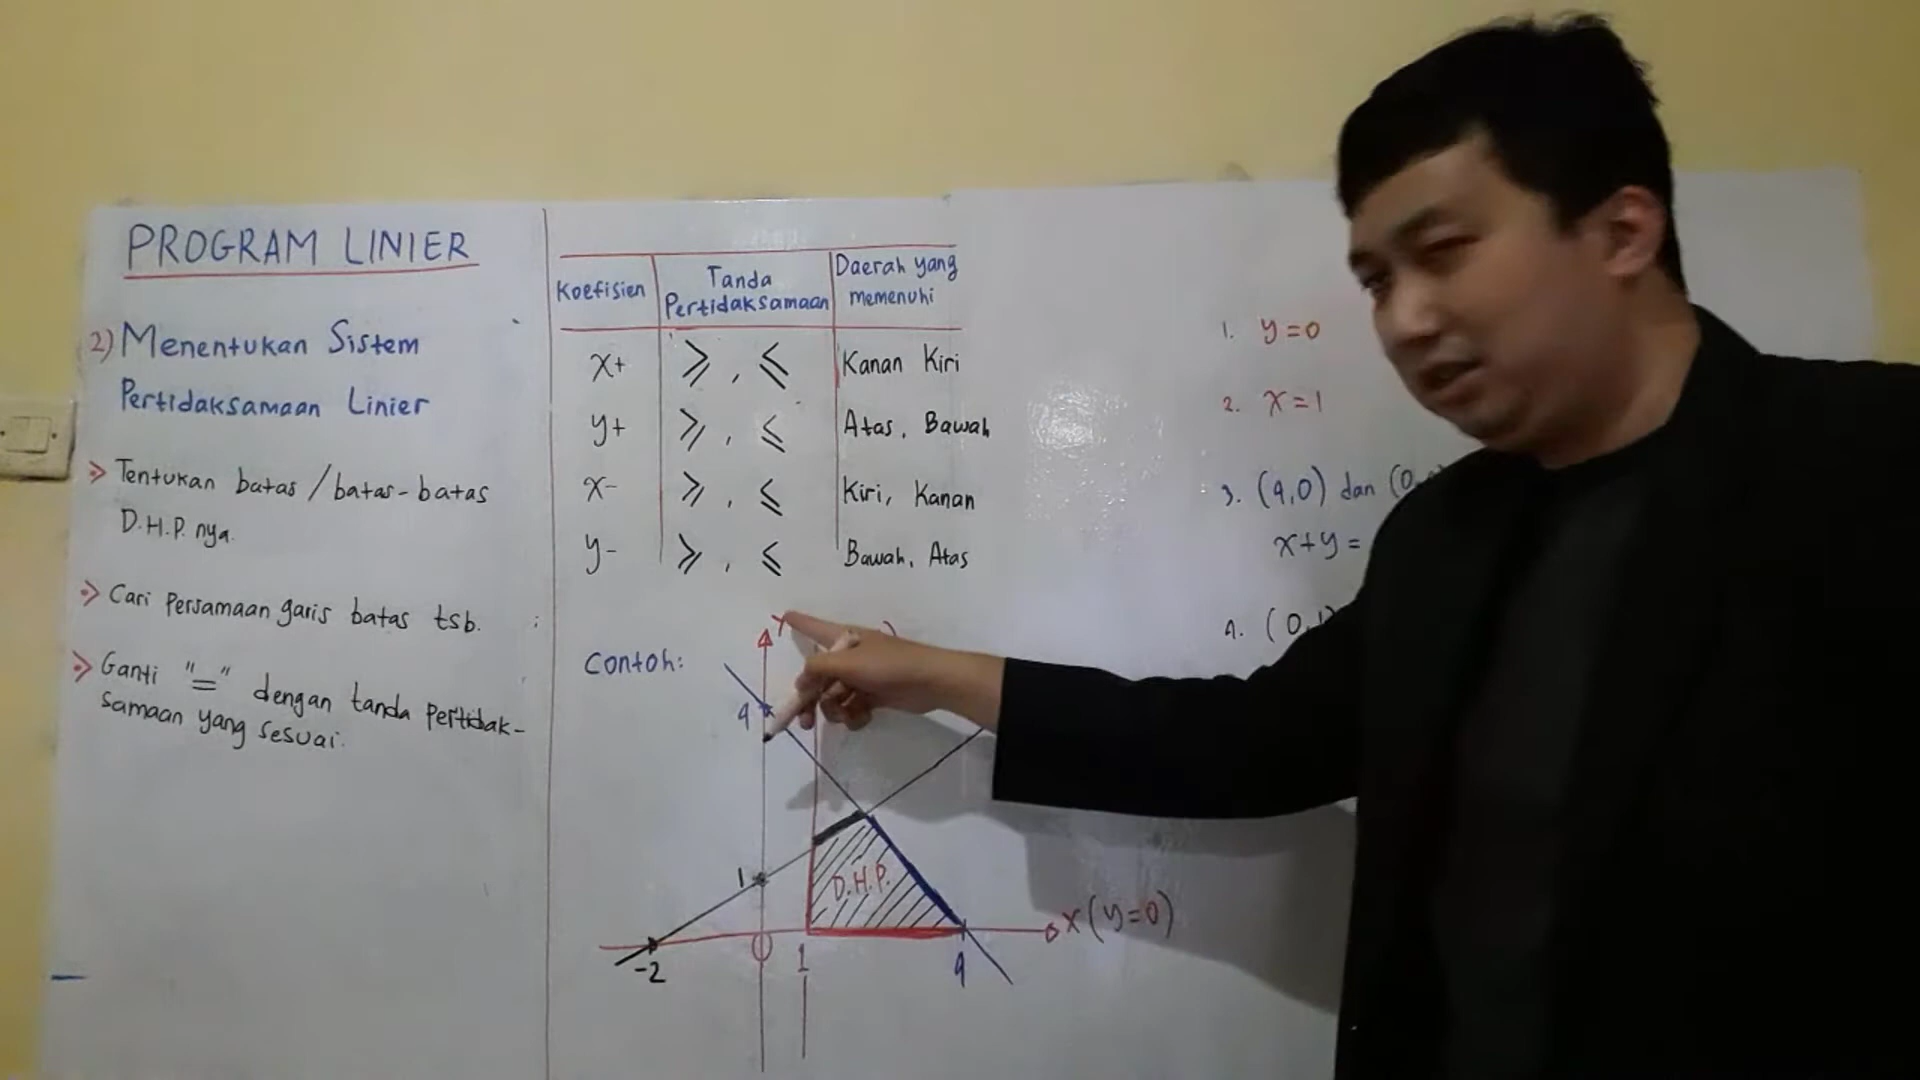 PROGRAM LINIER
2) Menentukan Sistem
Pertidaksamaan Linier
Tentukan batas / batas-batas
D.H.P. nya.
Cari persamaan garis batas tsb.
Ganti "=" dengan tanda Pertidak-
samaan yang sesuai.
Koefisien
Tanda
Pertidaksamaan
Daerah yang
memenuhi
x+ ≥, ≤ Kanan Kiri
y+ ≥, ≤ Atas, Bawah
x- ≥, ≤ Kiri, Kanan
y- ≥, ≤ Bawah, Atas
Contoh:
Y
4
1
D.H.P.
X (y=0)
-2
0
1
4
1. y=0
2. x=1
3. (4,0) dan (0,
x+y=
4. (0,1)